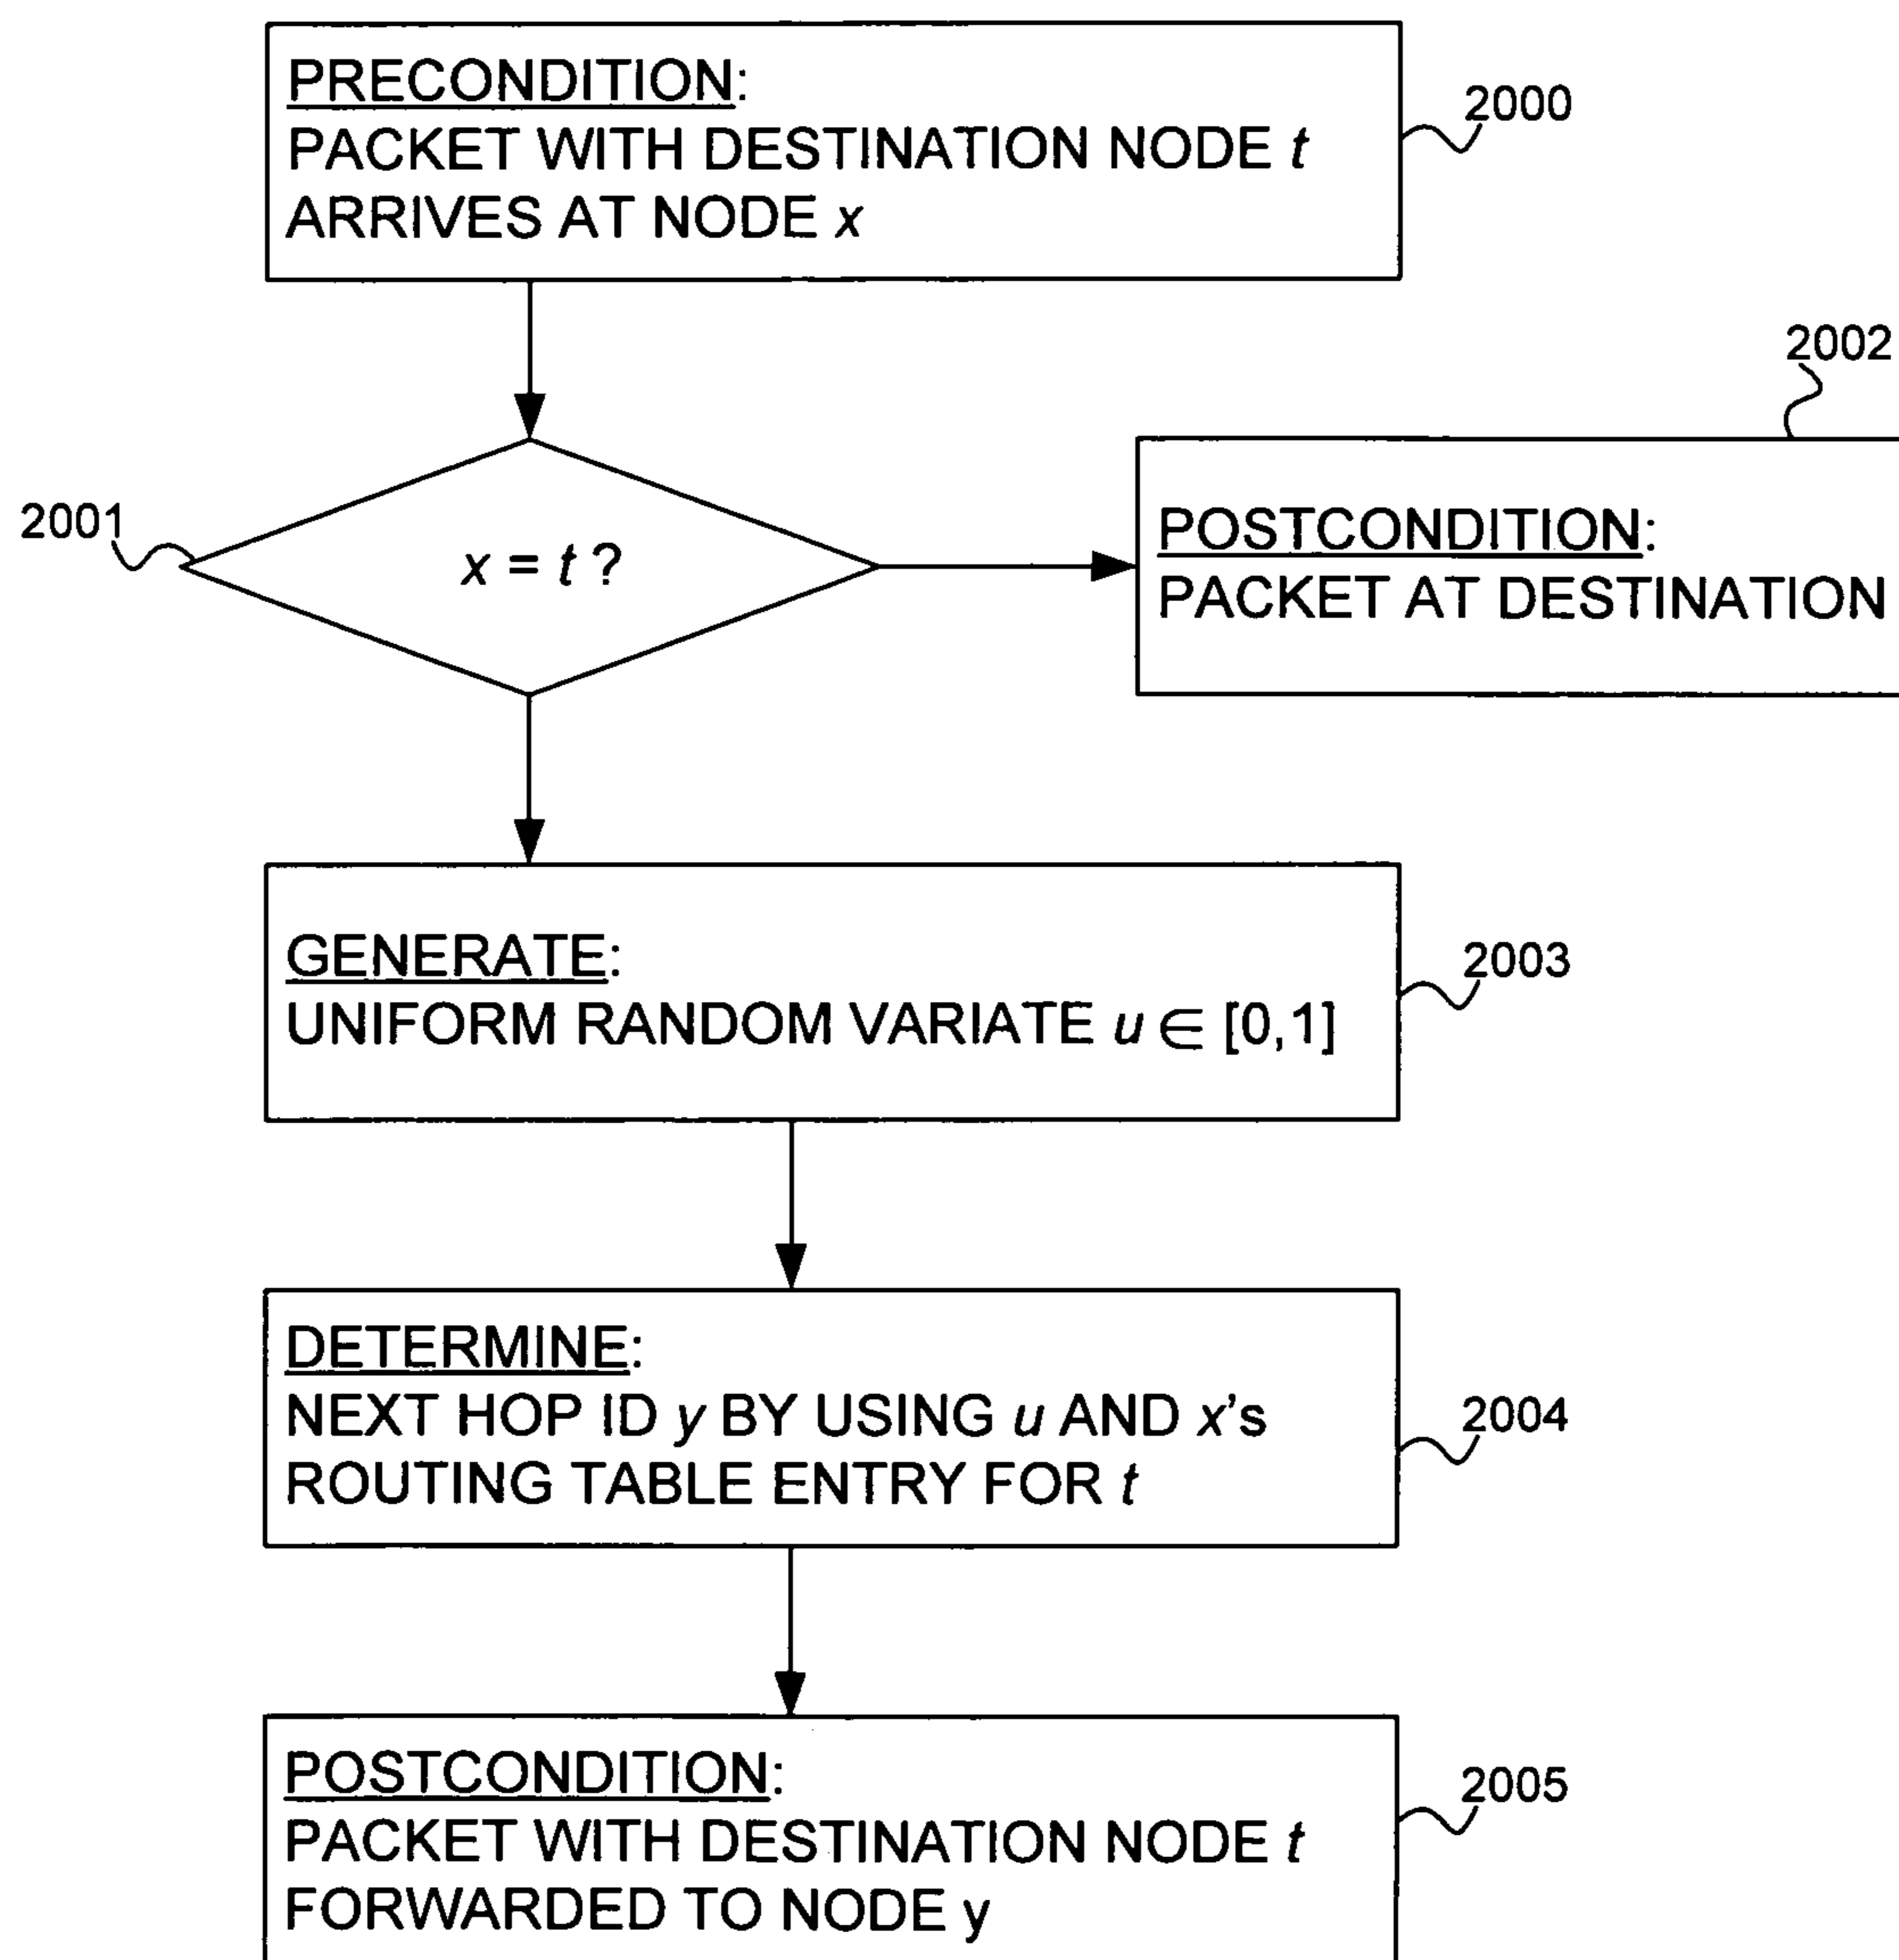 PRECONDITION:
PACKET WITH DESTINATION NODE t
ARRIVES AT NODE x
2000
2002
2001
x = t ?
POSTCONDITION:
PACKET AT DESTINATION
GENERATE:
UNIFORM RANDOM VARIATE u ∈ [0,1]
2003
DETERMINE:
NEXT HOP ID y BY USING u AND x's
ROUTING TABLE ENTRY FOR t
2004
POSTCONDITION:
PACKET WITH DESTINATION NODE t
FORWARDED TO NODE y
2005